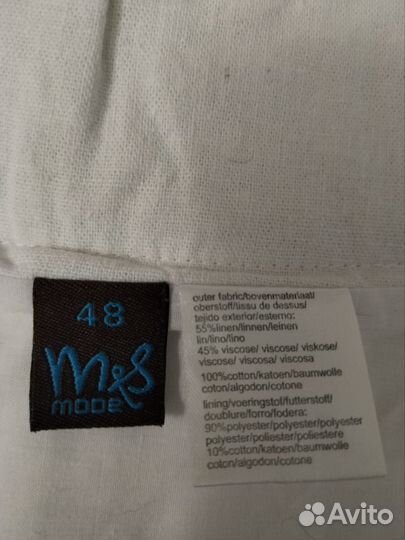 48
M&S
MODE
outer fabric/bovenmateriaal/
oberstoff/tissu de dessus/
tejido exterior/esterno:
55%linen/linnen/leinen
lin/lino/lino
45% viscose/ viscose/ viskose/
viscose/ viscosa/ viscosa
100%cotton/katoen/baumwolle
coton/algodon/cotone
lining/voeringstof/futterstoff/
doublure/forro/fodera:
90%polyester/polyester/polyester
polyester/poliester/poliestere
10%cotton/katoen/baumwolle
coton/algodon/cotone
Avito